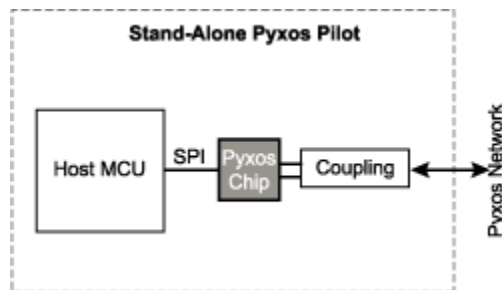 Stand-Alone Pyxos Pilot
Host MCU
SPI
Pyxos
Chip
Coupling
Pyxos Network